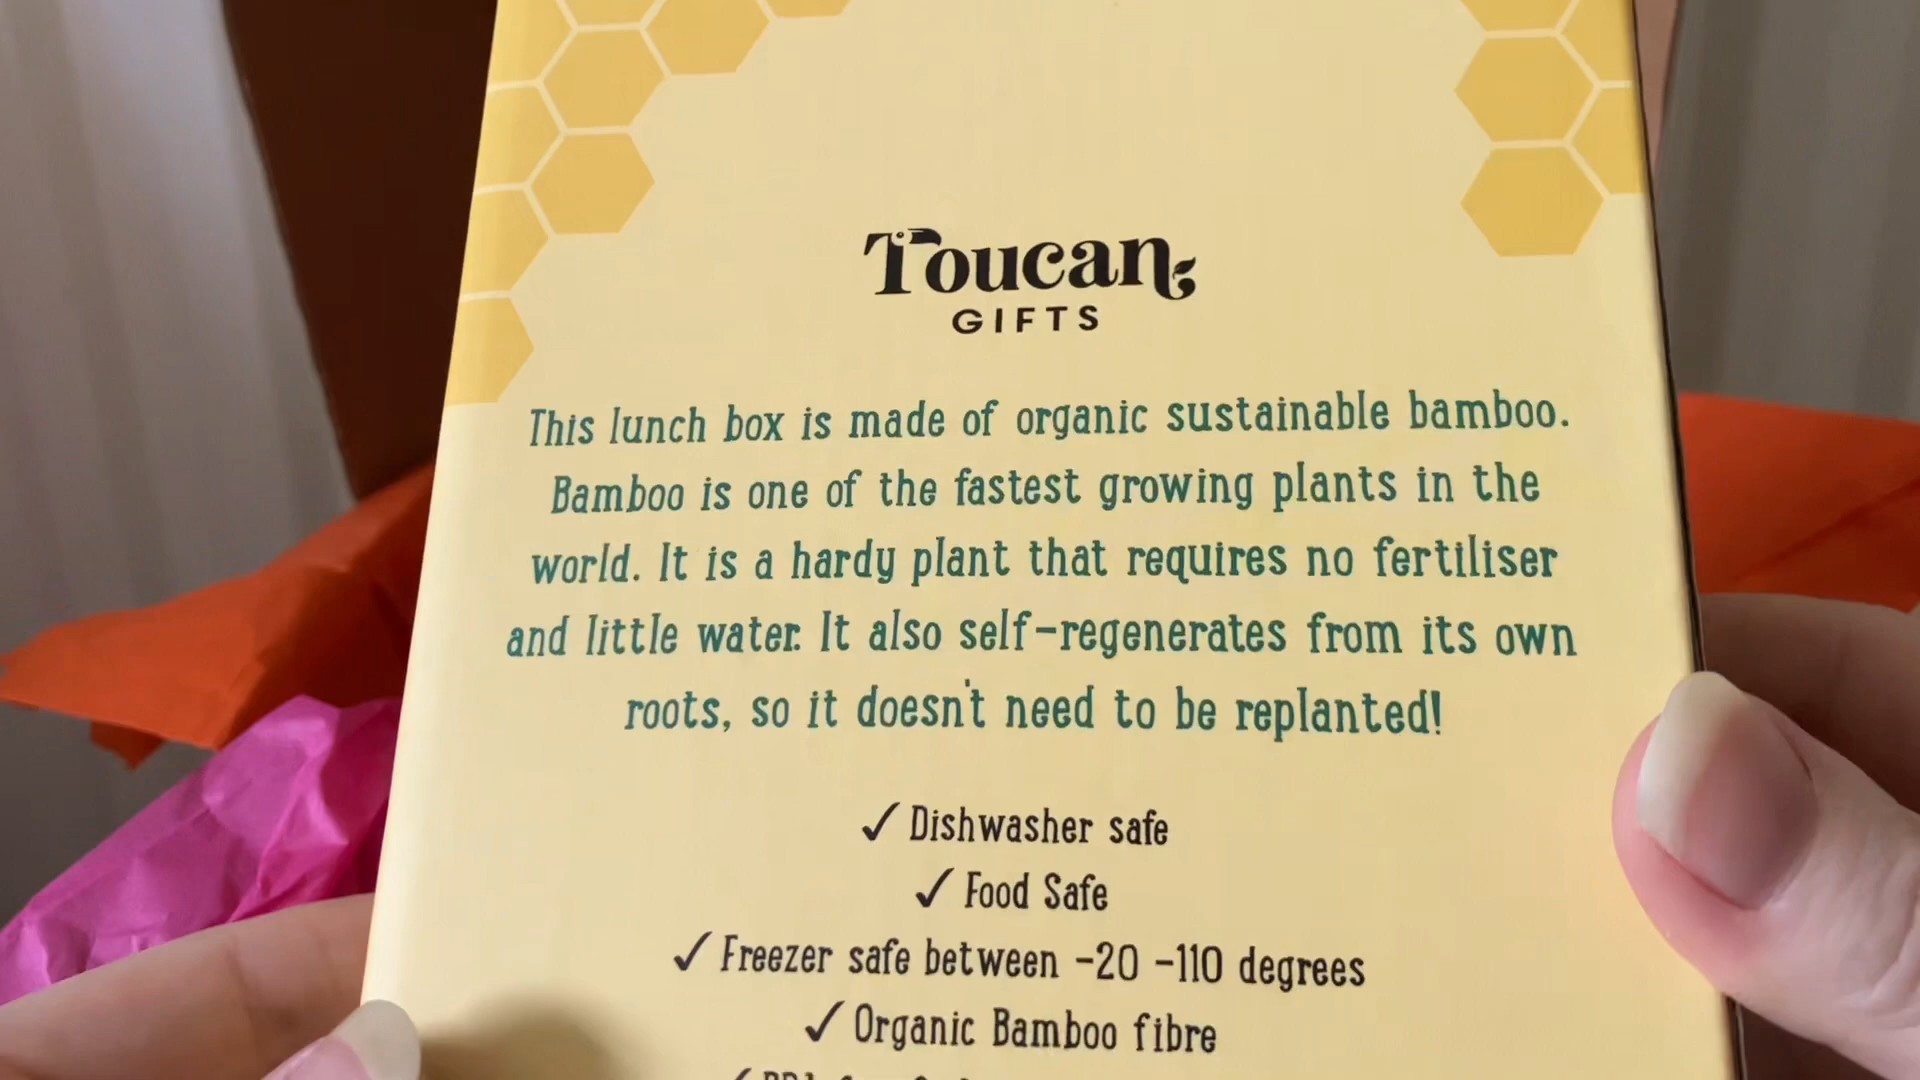 Toucan
GIFTS
This lunch box is made of organic sustainable bamboo.
Bamboo is one of the fastest growing plants in the
world. It is a hardy plant that requires no fertiliser
and little water. It also self-regenerates from its own
roots, so it doesn't need to be replanted!
✓ Dishwasher safe
✓ Food Safe
✓ Freezer safe between -20 -110 degrees
✓ Organic Bamboo fibre